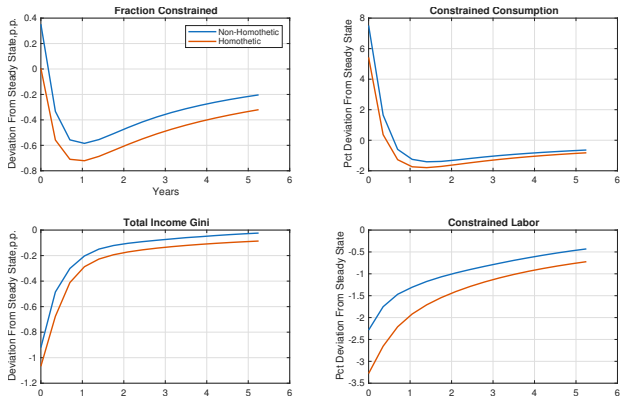 Fraction Constrained
Deviation From Steady State,p.p.
0.4
0.2
0
-0.2
-0.4
-0.6
-0.8
Non-Homothetic
Homothetic
0 1 2 3 4 5 6
Years
Constrained Consumption
Pct Deviation From Steady State
8
6
4
2
0
-2
0 1 2 3 4 5 6
Total Income Gini
Deviation From Steady State,p.p.
0
-0.2
-0.4
-0.6
-0.8
-1
-1.2
0 1 2 3 4 5 6
Constrained Labor
Pct Deviation From Steady State
0
-0.5
-1
-1.5
-2
-2.5
-3
-3.5
0 1 2 3 4 5 6